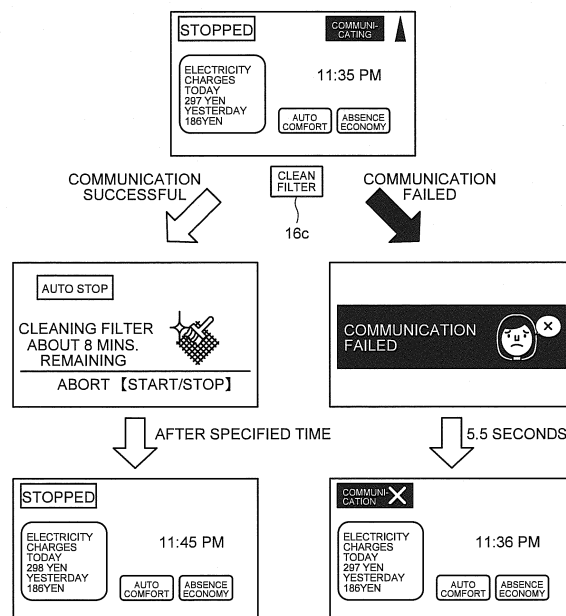 STOPPED
COMMUNI-
CATING
ELECTRICITY
CHARGES
TODAY
297 YEN
YESTERDAY
186YEN
11:35 PM
AUTO
COMFORT
ABSENCE
ECONOMY
COMMUNICATION
SUCCESSFUL
CLEAN
FILTER
16c
COMMUNICATION
FAILED
AUTO STOP
CLEANING FILTER
ABOUT 8 MINS.
REMAINING
ABORT 【START/STOP】
COMMUNICATION
FAILED
AFTER SPECIFIED TIME
5.5 SECONDS
STOPPED
ELECTRICITY
CHARGES
TODAY
298 YEN
YESTERDAY
186YEN
11:45 PM
AUTO
COMFORT
ABSENCE
ECONOMY
COMMUNI-
CATION
ELECTRICITY
CHARGES
TODAY
297 YEN
YESTERDAY
186YEN
11:36 PM
AUTO
COMFORT
ABSENCE
ECONOMY